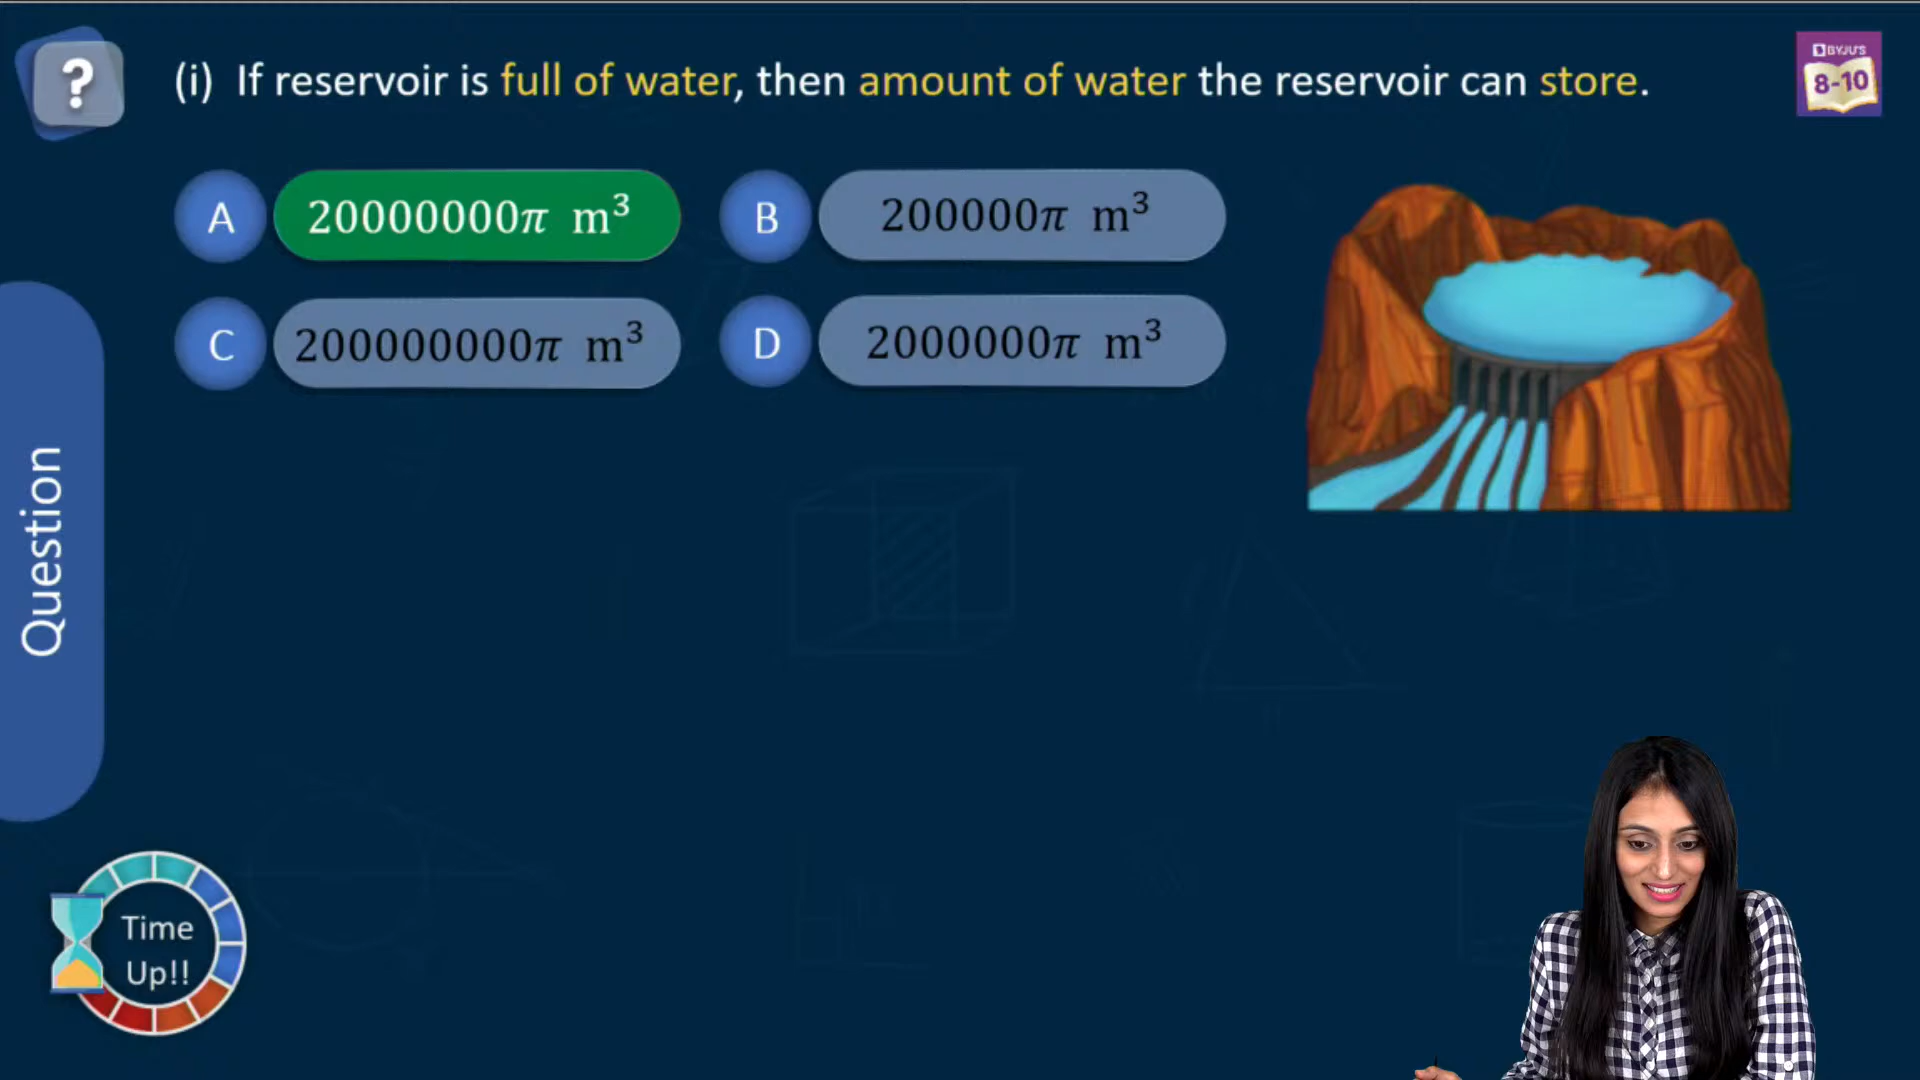 ?
(i) If reservoir is full of water, then amount of water the reservoir can store.
BYJU'S
8-10
A 20000000π m³
B 200000π m³
C 200000000π m³
D 2000000π m³
Question
Time
Up!!